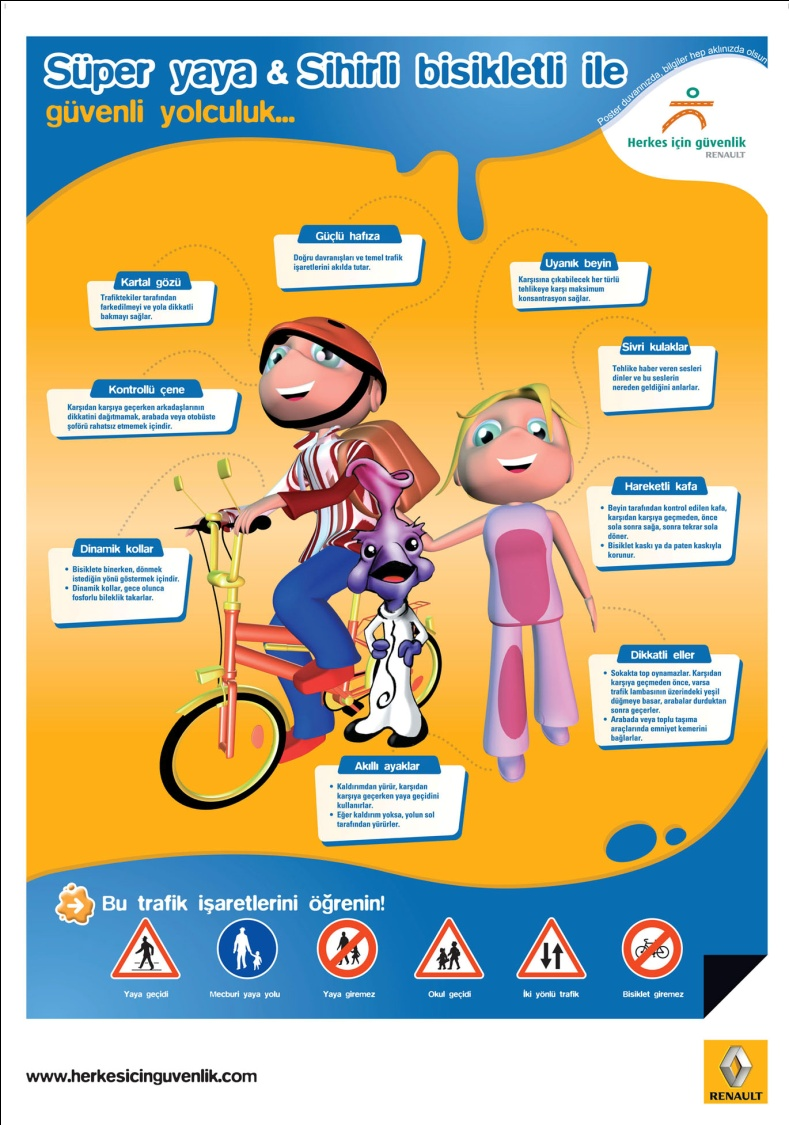 Süper yaya & Sihirli bisikletli ile
güvenli yolculuk...
Poster duvarınızda, bilgiler hep aklınızda olsun
Herkes için güvenlik
RENAULT
Güçlü hafıza
Doğru davranışları ve temel trafik
işaretlerini akılda tutar.
Uyanık beyin
Karşısına çıkabilecek her türlü
tehlikeye karşı maksimum
konsantrasyon sağlar.
Kartal gözü
Trafiktekiler tarafından
farkedilmeyi ve yola dikkatli
bakmayı sağlar.
Sivri kulaklar
Tehlike haber veren sesleri
dinler ve bu seslerin
nereden geldiğini anlarlar.
Kontrollü çene
Karşıdan karşıya geçerken arkadaşlarının
dikkatini dağıtmamak, arabada veya otobüste
şoförü rahatsız etmemek içindir.
Hareketli kafa
• Beyin tarafından kontrol edilen kafa,
karşıdan karşıya geçmeden, önce
sola sonra sağa, sonra tekrar sola
döner.
• Bisiklet kaskı ya da paten kaskıyla
korunur.
Dinamik kollar
• Bisiklete binerken, dönmek
istediğin yönü göstermek içindir.
• Dinamik kollar, gece olunca
fosforlu bileklik takarlar.
Dikkatli eller
• Sokakta top oynamazlar. Karşıdan
karşıya geçmeden önce, varsa
trafik lambasının üzerindeki yeşil
düğmeye basar, arabalar durduktan
sonra geçerler.
• Arabada veya toplu taşıma
araçlarında emniyet kemerini
bağlarlar.
Akıllı ayaklar
• Kaldırımdan yürür, karşıdan
karşıya geçerken yaya geçidini
kullanırlar.
• Eğer kaldırım yoksa, yolun sol
tarafından yürürler.
Bu trafik işaretlerini öğrenin!
Yaya geçidi
Mecburi yaya yolu
Yaya giremez
Okul geçidi
İki yönlü trafik
Bisiklet giremez
www.herkesicinguvenlik.com
RENAULT